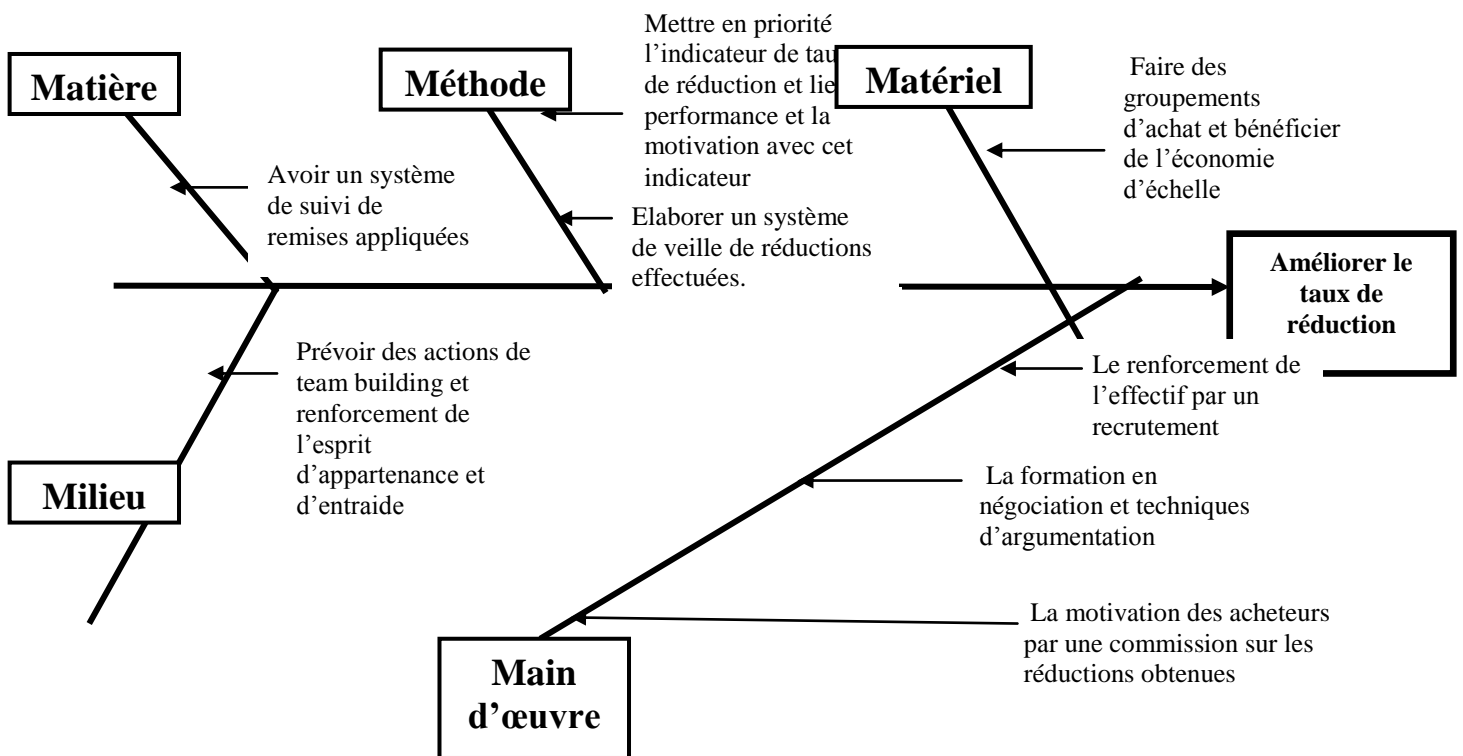 Matière
Avoir un système
de suivi de
remises appliquées
Méthode
Mettre en priorité
l’indicateur de
de réduction et
performance et la
motivation avec cet
indicateur
Elaborer un système
de veille de réductions
effectuées.
Matériel
Faire des
groupements
d’achat et bénéficier
de l’économie
d’échelle
Améliorer le
taux de
réduction
Milieu
Prévoir des actions de
team building et
renforcement de
l’esprit
d’appartenance et
d’entraide
Main
d’œuvre
Le renforcement de
l’effectif par un
recrutement
La formation en
négociation et techniques
d’argumentation
La motivation des acheteurs
par une commission sur les
réductions obtenues